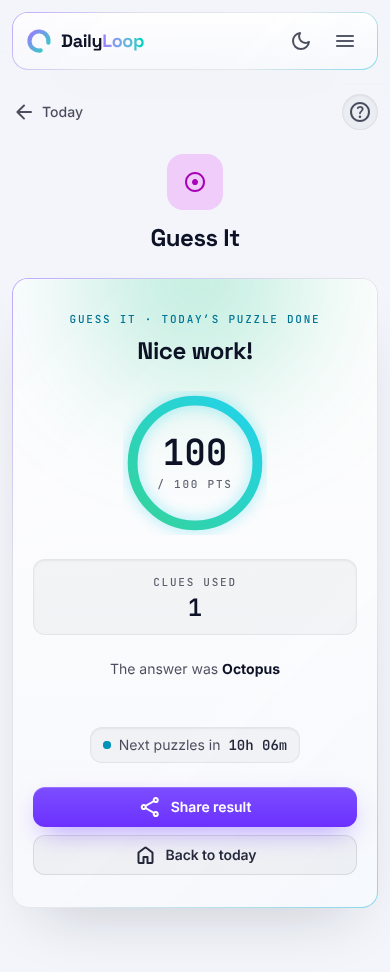 DailyLoop
Today
Guess It
GUESS IT · TODAY’S PUZZLE DONE
Nice work!
100
/ 100 PTS
CLUES USED
1
The answer was Octopus
Next puzzles in 10h 06m
Share result
Back to today